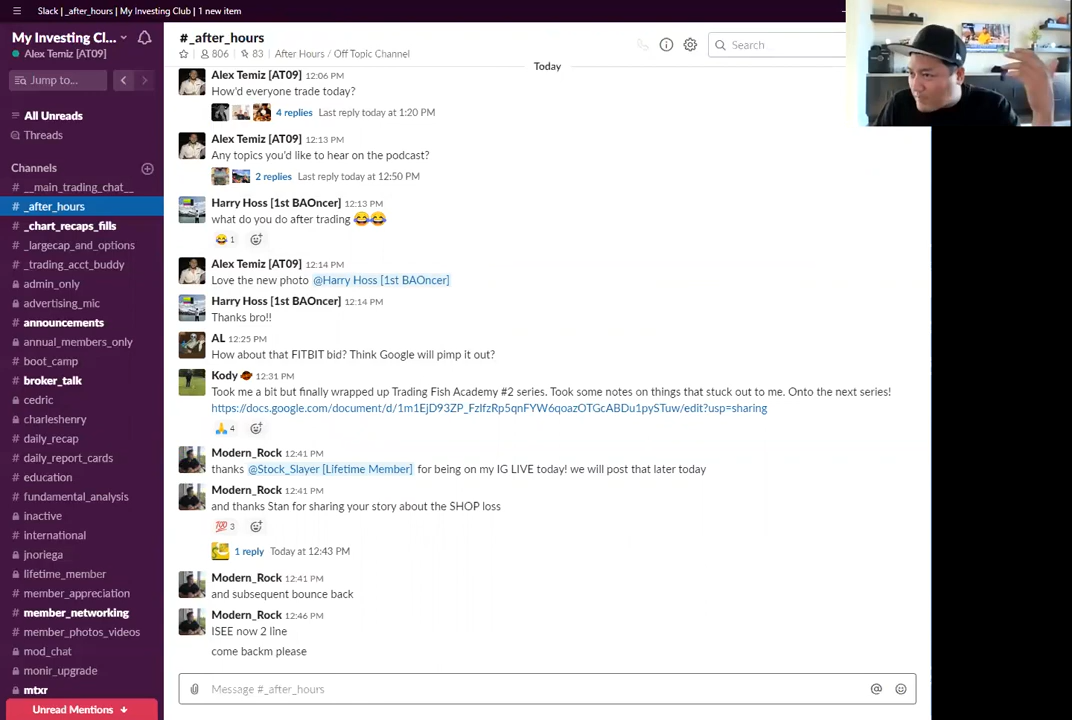 Slack | _after_hours | My Investing Club | 1 new item
My Investing Cl...
Alex Temiz [AT09]
Jump to...
All Unreads
Threads
Channels
# __main_trading_chat__
# _after_hours
# _chart_recaps_fills
# _largecap_and_options
# _trading_acct_buddy
admin_only
# advertising_mic
# announcements
# annual_members_only
# boot_camp
# broker_talk
cedric
charleshenry
# daily_recap
# daily_report_cards
# education
# fundamental_analysis
inactive
# international
jnoriega
lifetime_member
# member_appreciation
# member_networking
# member_photos_videos
mod_chat
monir_upgrade
mtxr
Unread Mentions
#_after_hours
806 | 83 | After Hours / Off Topic Channel
Search
Today
Alex Temiz [AT09] 12:06 PM
How'd everyone trade today?
4 replies Last reply today at 1:20 PM
Alex Temiz [AT09] 12:13 PM
Any topics you'd like to hear on the podcast?
2 replies Last reply today at 12:50 PM
Harry Hoss [1st BAOncer] 12:13 PM
what do you do after trading 😂😂
😂 1
Alex Temiz [AT09] 12:14 PM
Love the new photo @Harry Hoss [1st BAOncer]
Harry Hoss [1st BAOncer] 12:14 PM
Thanks bro!!
AL 12:25 PM
How about that FITBIT bid? Think Google will pimp it out?
Kody 12:31 PM
Took me a bit but finally wrapped up Trading Fish Academy #2 series. Took some notes on things that stuck out to me. Onto the next series!
https://docs.google.com/document/d/1m1EjD93ZP_FzIfzRp5qnFYW6qoazOTGcABDu1pySTuw/edit?usp=sharing
🙏 4
Modern_Rock 12:41 PM
thanks @Stock_Slayer [Lifetime Member] for being on my IG LIVE today! we will post that later today
Modern_Rock 12:41 PM
and thanks Stan for sharing your story about the SHOP loss
💯 3
1 reply Today at 12:43 PM
Modern_Rock 12:41 PM
and subsequent bounce back
Modern_Rock 12:46 PM
ISEE now 2 line
come backm please
Message #_after_hours